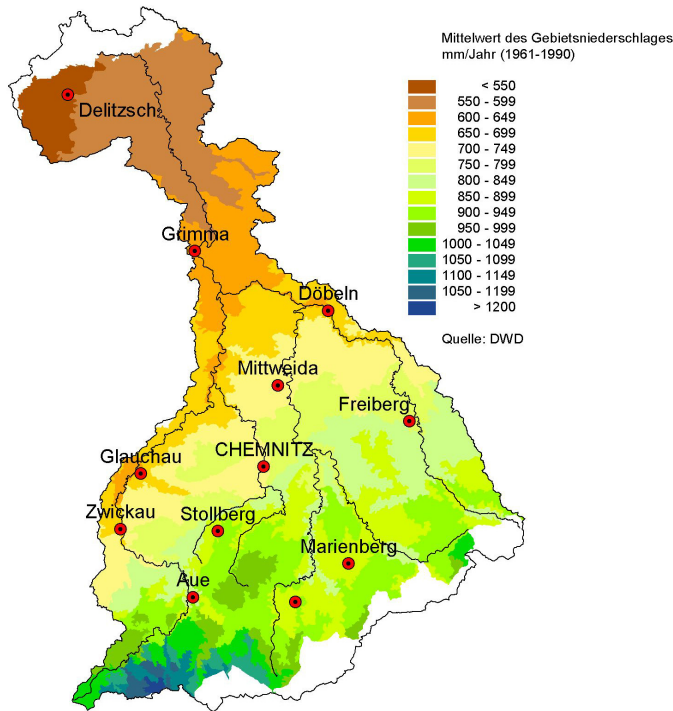 Mittelwert des Gebietsniederschlages
mm/Jahr (1961-1990)
< 550
550 - 599
600 - 649
650 - 699
700 - 749
750 - 799
800 - 849
850 - 899
900 - 949
950 - 999
1000 - 1049
1050 - 1099
1100 - 1149
1050 - 1199
> 1200
Quelle: DWD
Delitzsch
Grimma
Döbeln
Mittweida
Freiberg
Glauchau
CHEMNITZ
Zwickau
Stollberg
Marienberg
Aue